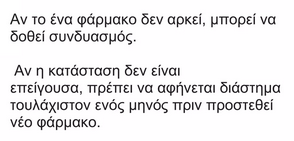 Αν το ένα φάρμακο δεν αρκεί, μπορεί να
δοθεί συνδυασμός.
Αν η κατάσταση δεν είναι
επείγουσα, πρέπει να αφήνεται διάστημα
τουλάχιστον ενός μηνός πριν προστεθεί
νέο φάρμακο.